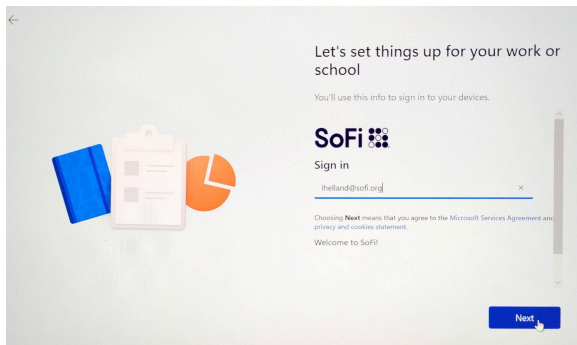 Let's set things up for your work or
school
You'll use this info to sign in to your devices.
SoFi
Sign in
lhelland@sofi.org
Choosing Next means that you agree to the Microsoft Services Agreement and
privacy and cookies statement.
Welcome to SoFi!
Next